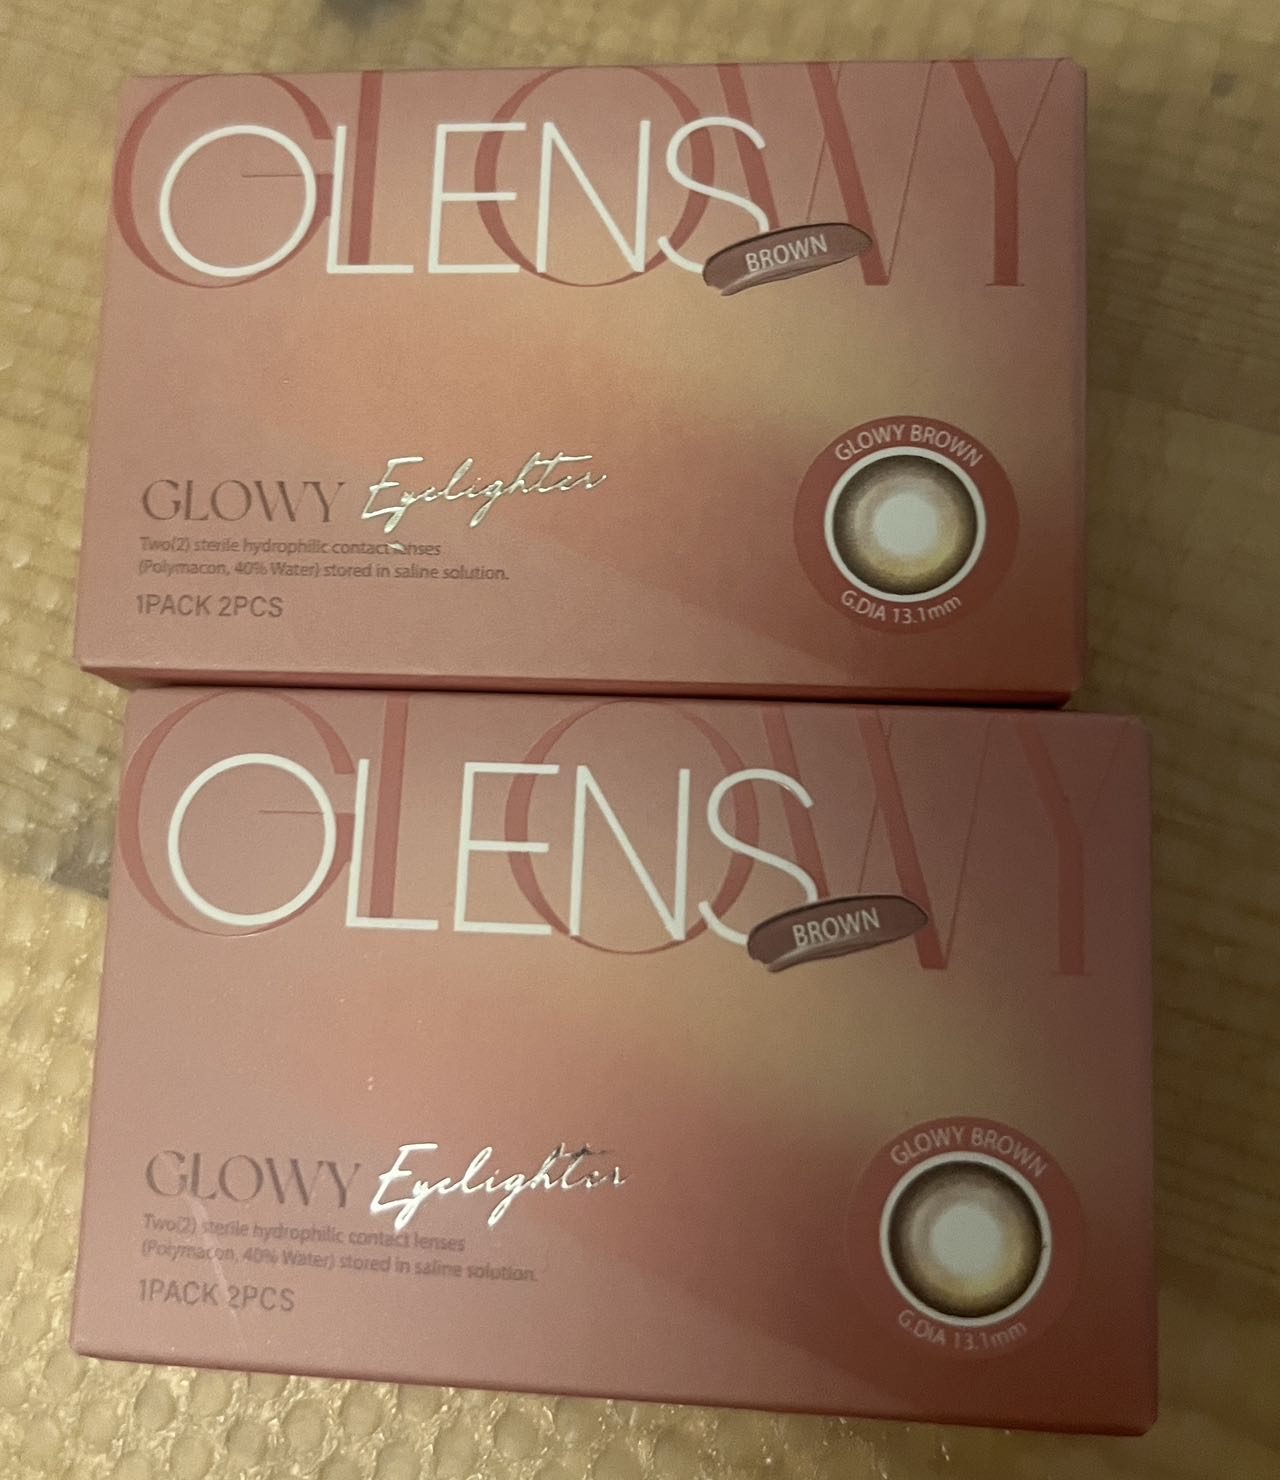 GLOWY
OLENS
BROWN
GLOWY BROWN
GLOWY Eyelighter
Two(2) sterile hydrophilic contact lenses
(Polymacon, 40% Water) stored in saline solution.
1PACK 2PCS
G.DIA 13.1mm
GLOWY
OLENS
BROWN
GLOWY BROWN
GLOWY Eyelighter
Two(2) sterile hydrophilic contact lenses
(Polymacon, 40% Water) stored in saline solution.
1PACK 2PCS
G.DIA 13.1mm